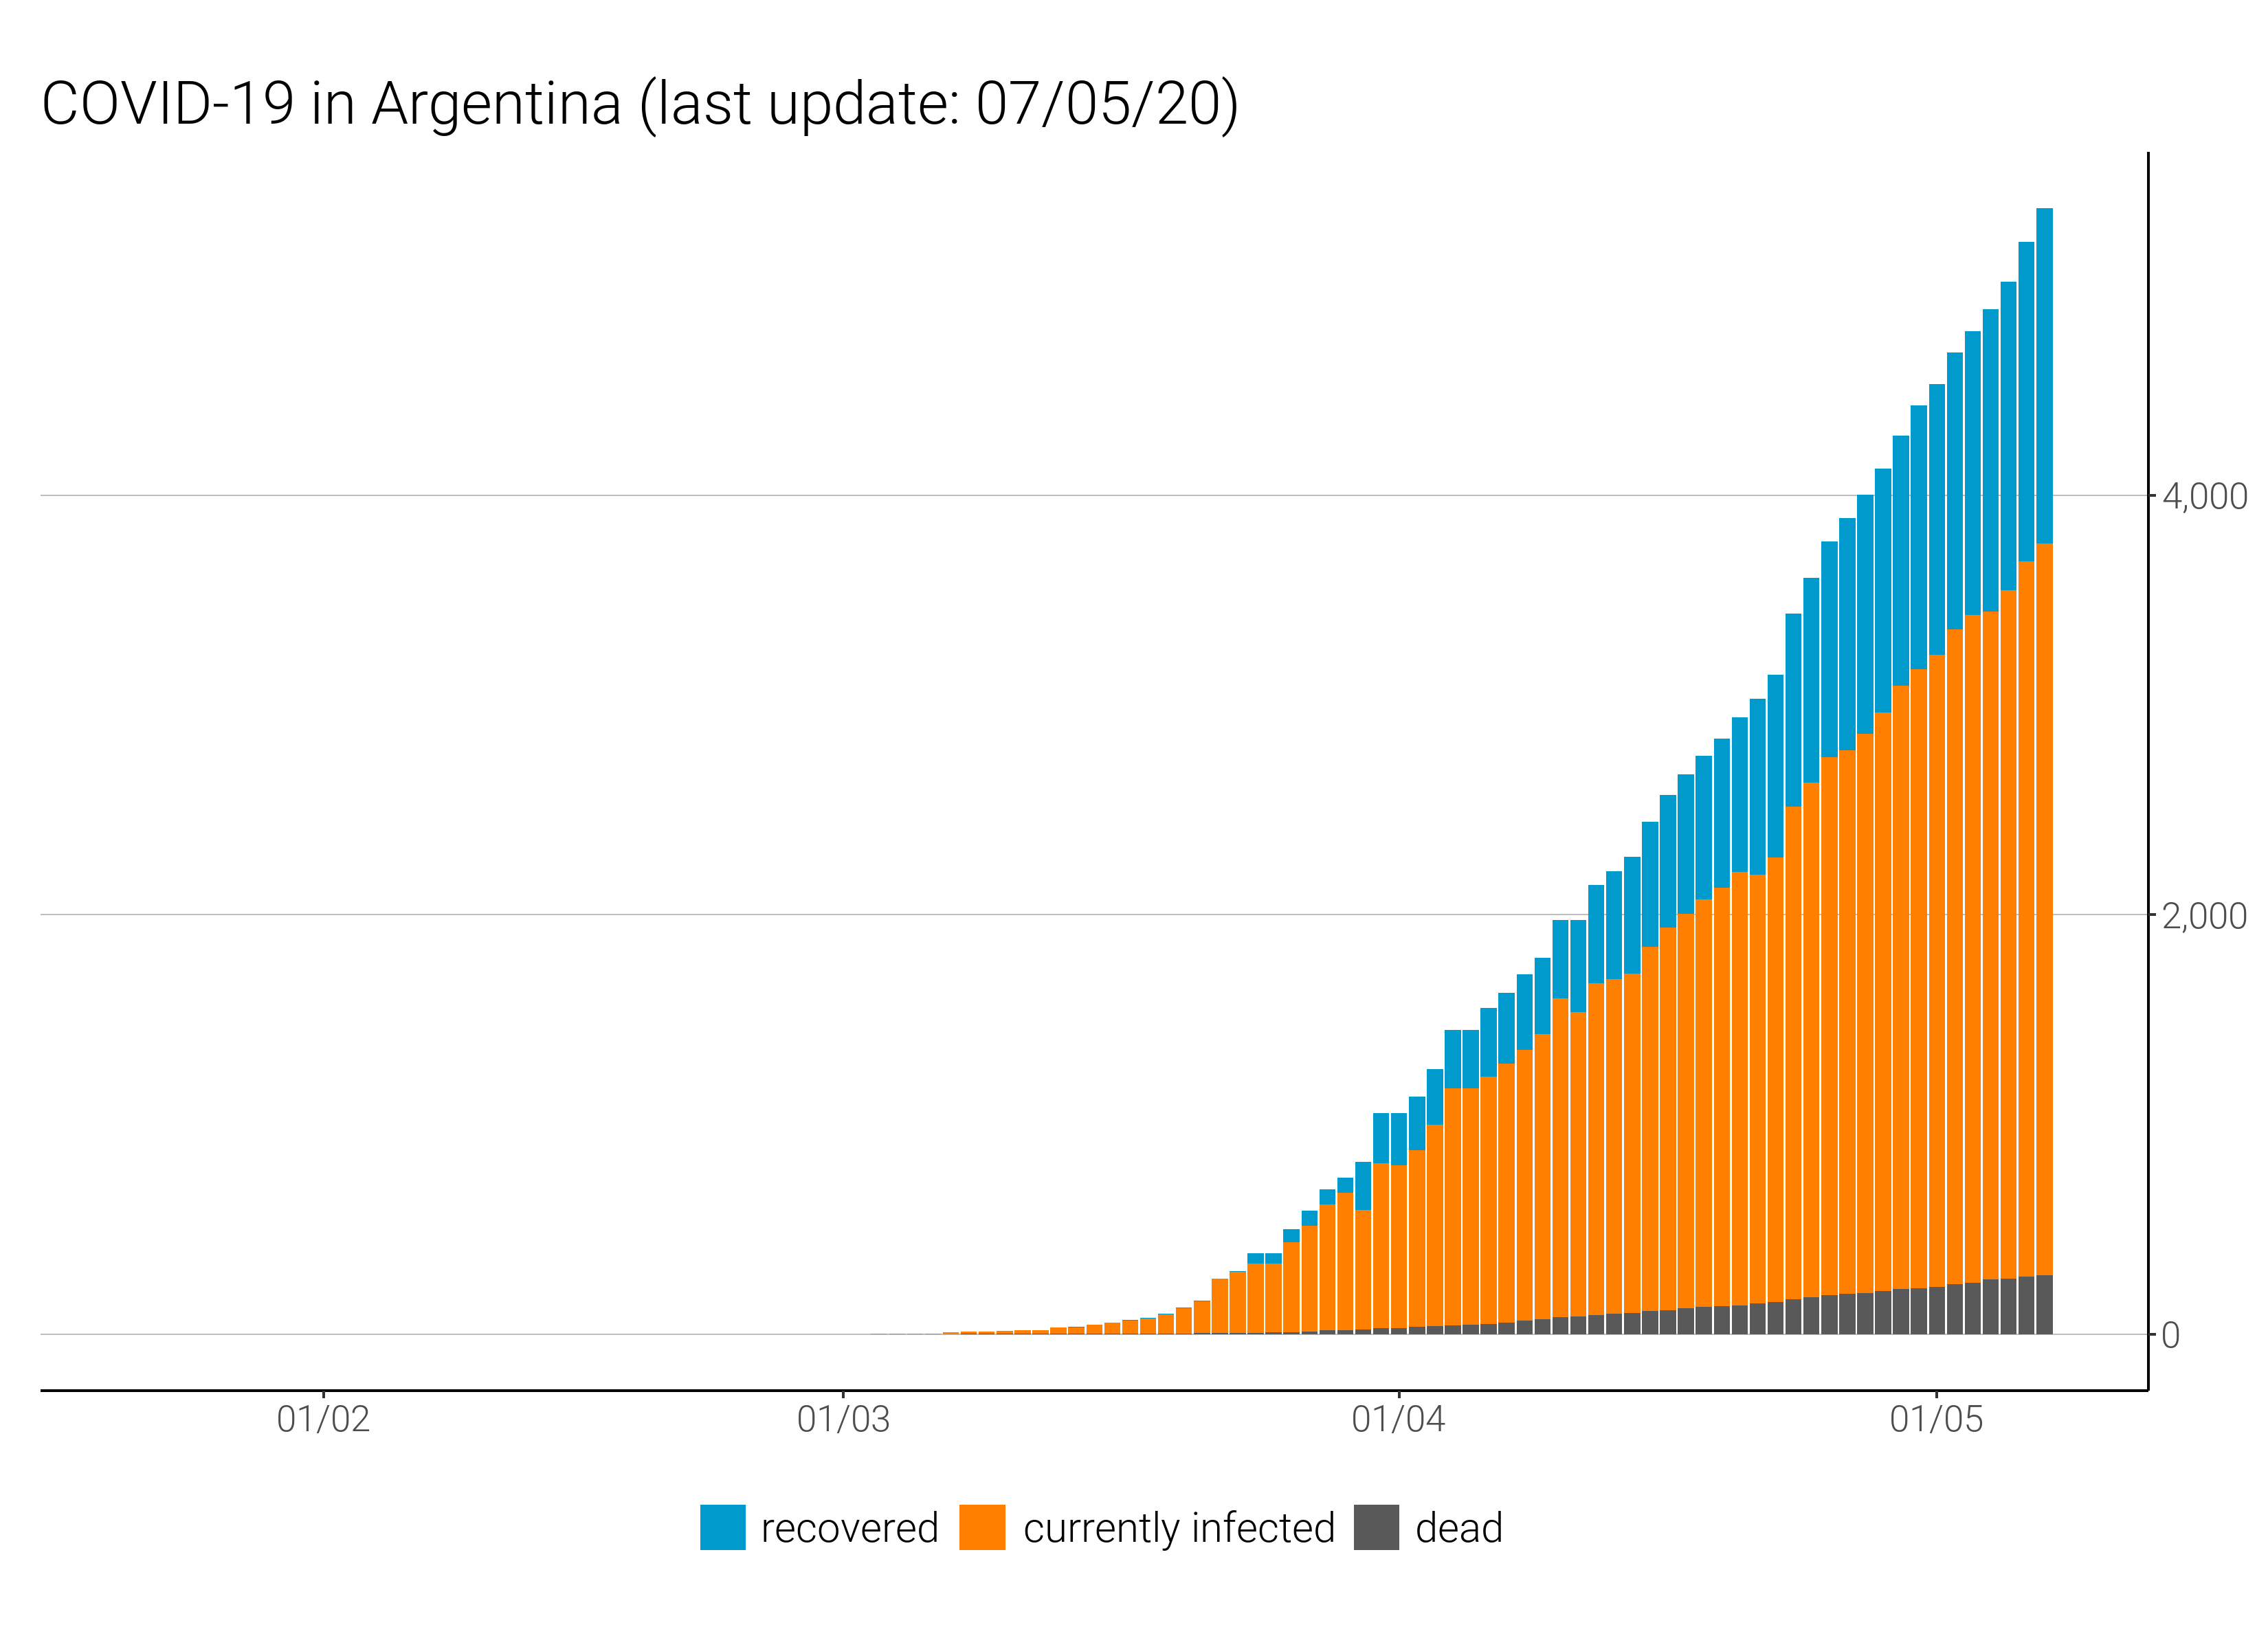 COVID-19 in Argentina (last update: 07/05/20)
4,000
2,000
0
01/02 01/03 01/04 01/05
recovered currently infected dead